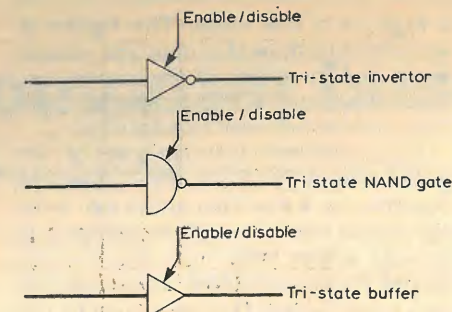 Enable/disable
Tri-state invertor
Enable / disable
Tri state NAND gate
Enable/disable
Tri-state buffer